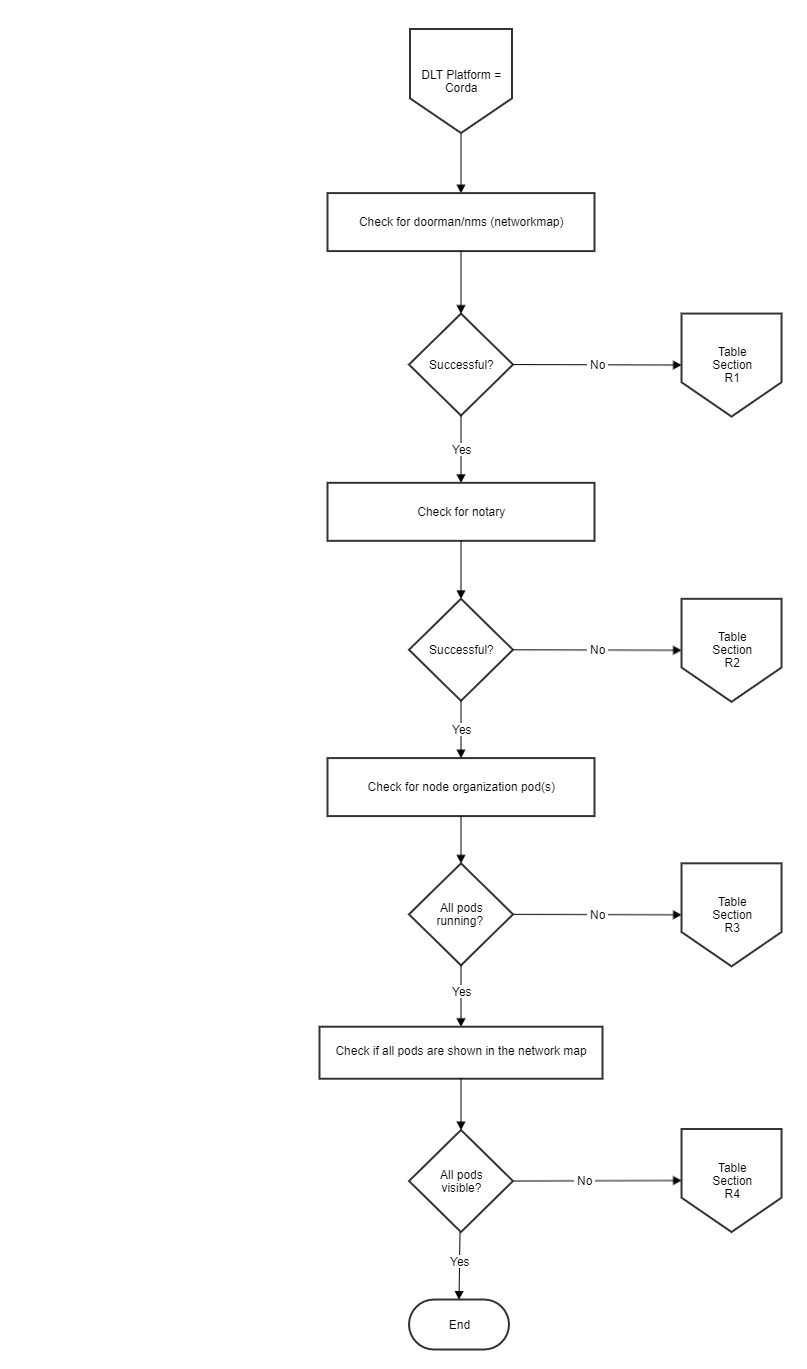 DLT Platform =
Corda
Check for doorman/nms (networkmap)
Successful?
No
Table
Section
R1
Yes
Check for notary
Successful?
No
Table
Section
R2
Yes
Check for node organization pod(s)
All pods
running?
No
Table
Section
R3
Yes
Check if all pods are shown in the network map
All pods
visible?
No
Table
Section
R4
Yes
End